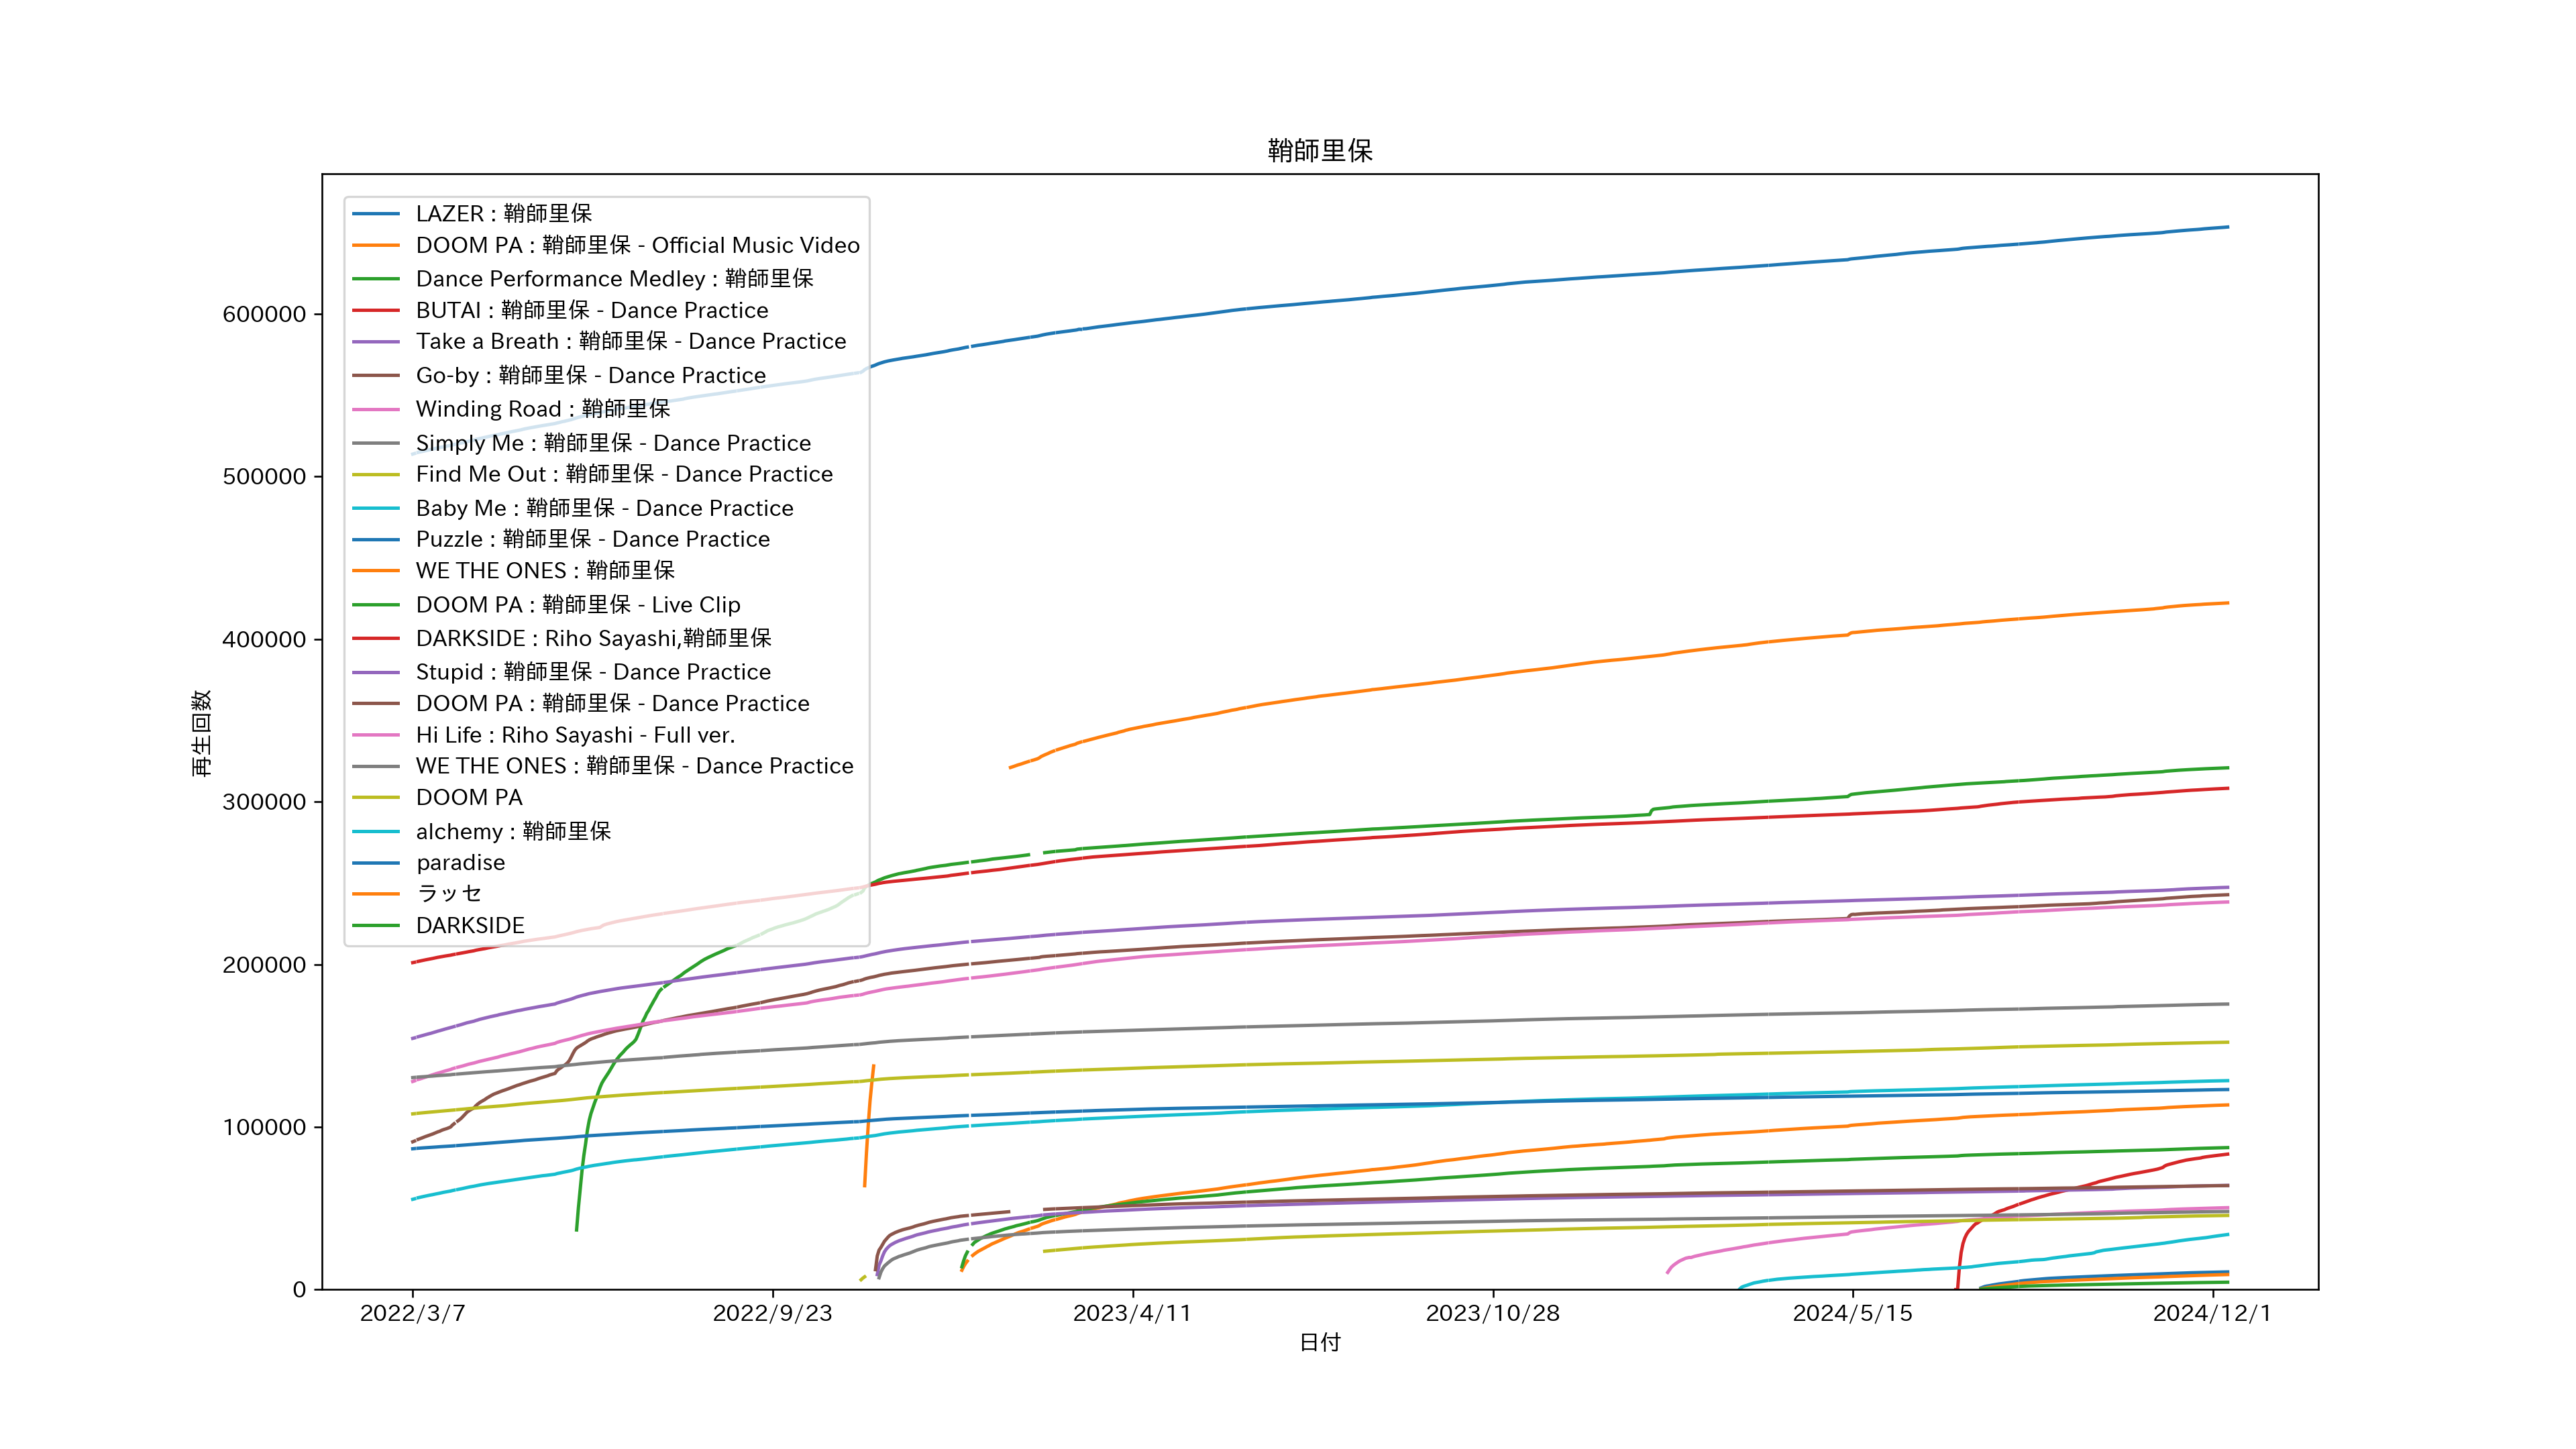 鞘師里保
LAZER : 鞘師里保
DOOM PA : 鞘師里保 - Official Music Video
Dance Performance Medley : 鞘師里保
BUTAI : 鞘師里保 - Dance Practice
Take a Breath : 鞘師里保 - Dance Practice
Go-by : 鞘師里保 - Dance Practice
Winding Road : 鞘師里保
Simply Me : 鞘師里保 - Dance Practice
Find Me Out : 鞘師里保 - Dance Practice
Baby Me : 鞘師里保 - Dance Practice
Puzzle : 鞘師里保 - Dance Practice
WE THE ONES : 鞘師里保
DOOM PA : 鞘師里保 - Live Clip
DARKSIDE : Riho Sayashi,鞘師里保
Stupid : 鞘師里保 - Dance Practice
DOOM PA : 鞘師里保 - Dance Practice
Hi Life : Riho Sayashi - Full ver.
WE THE ONES : 鞘師里保 - Dance Practice
DOOM PA
alchemy : 鞘師里保
paradise
ラッセ
DARKSIDE
再生回数
600000
500000
400000
300000
200000
100000
0
2022/3/7
2022/9/23
2023/4/11
2023/10/28
2024/5/15
2024/12/1
日付